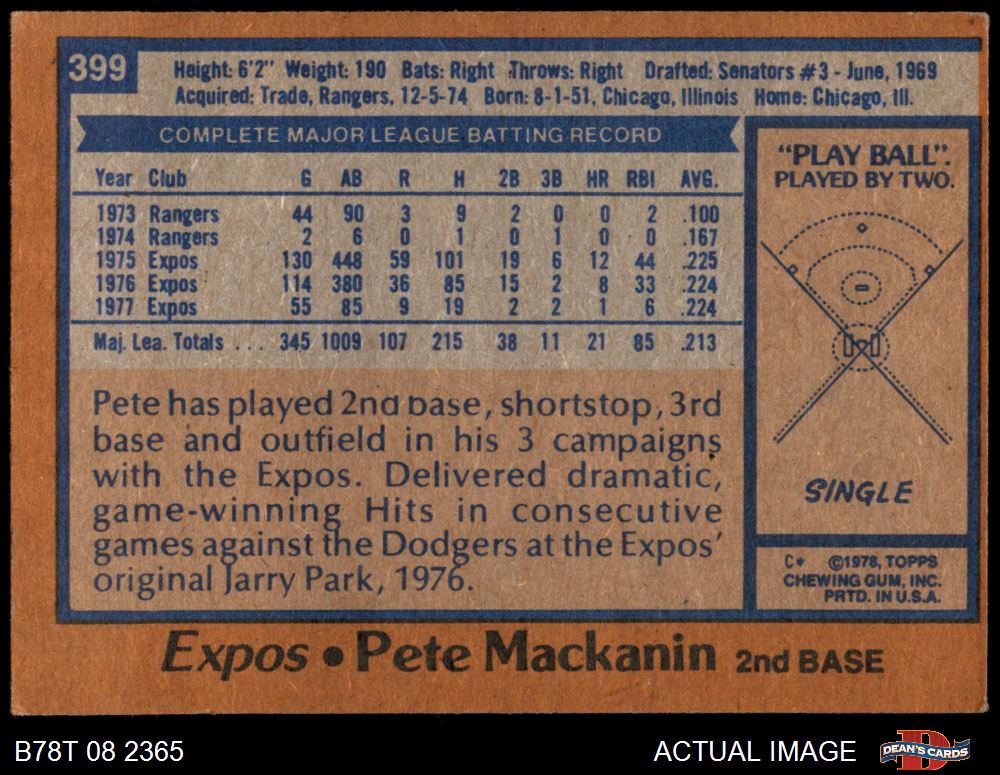 399
Height: 6'2" Weight: 190 Bats: Right Throws: Right Drafted: Senators #3 - June, 1969
Acquired: Trade, Rangers, 12-5-74 Born: 8-1-51, Chicago, Illinois Home: Chicago, Ill.
COMPLETE MAJOR LEAGUE BATTING RECORD
Year Club G AB R H 2B 3B HR RBI AVG.
1973 Rangers 44 90 3 9 2 0 0 2 .100
1974 Rangers 2 6 0 1 0 1 0 0 .167
1975 Expos 130 448 59 101 19 6 12 44 .225
1976 Expos 114 380 36 85 15 2 8 33 .224
1977 Expos 55 85 9 19 2 2 1 6 .224
Maj. Lea. Totals ... 345 1009 107 215 38 11 21 85 .213
Pete has played 2nd base, shortstop, 3rd
base and outfield in his 3 campaigns
with the Expos. Delivered dramatic,
game-winning Hits in consecutive
games against the Dodgers at the Expos'
original Jarry Park, 1976.
"PLAY BALL".
PLAYED BY TWO.
SINGLE
C* ©1978, TOPPS
CHEWING GUM, INC.
PRTD. IN U.S.A.
Expos • Pete Mackanin 2nd BASE
B78T 08 2365
ACTUAL IMAGE
D
DEAN'S CARDS